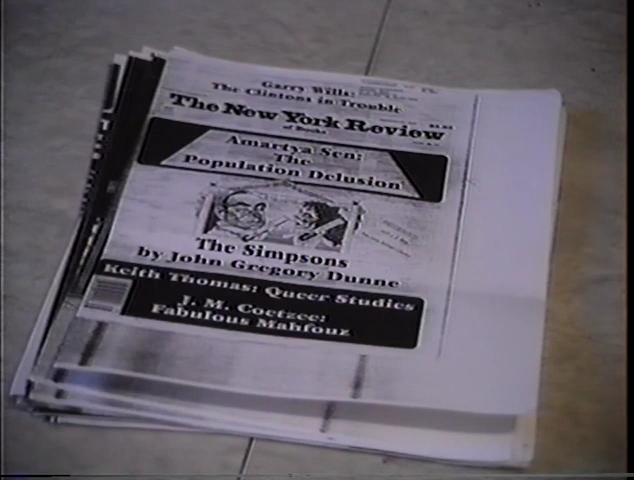 Garry Wills:
The Clintons in Trouble
The New York Review
of Books
Amartya Sen:
The
Population Delusion
The Simpsons
by John Gregory Dunne
Keith Thomas: Queer Studies
J. M. Coetzee:
Fabulous Mahfouz